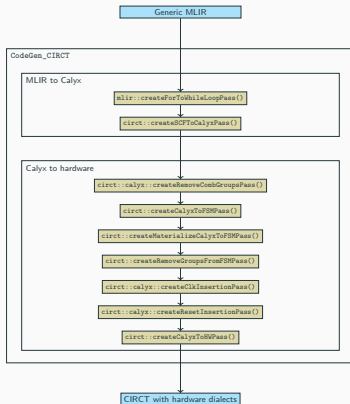 Generic MLIR
CodeGen_CIRCT
MLIR to Calyx
mlir::createForToWhileLoopPass()
circt::createSCFToCalyxPass()
Calyx to hardware
circt::calyx::createRemoveCombGroupsPass()
circt::createCalyxToFSMPass()
circt::createMaterializeCalyxToFSMPass()
circt::createRemoveGroupsFromFSMPass()
circt::calyx::createClkInsertionPass()
circt::calyx::createResetInsertionPass()
circt::createCalyxToHWPass()
CIRCT with hardware dialects